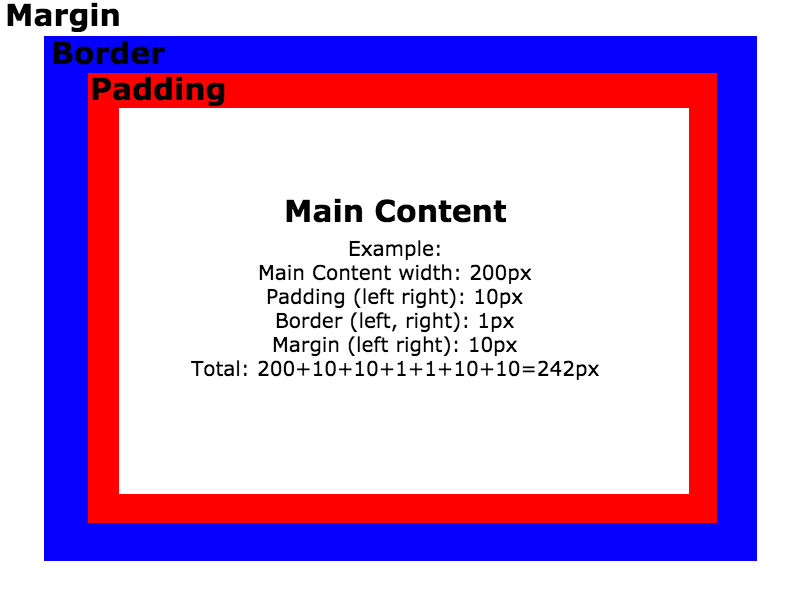 Margin
Border
Padding
Main Content
Example:
Main Content width: 200px
Padding (left right): 10px
Border (left, right): 1px
Margin (left right): 10px
Total: 200+10+10+1+1+10+10=242px